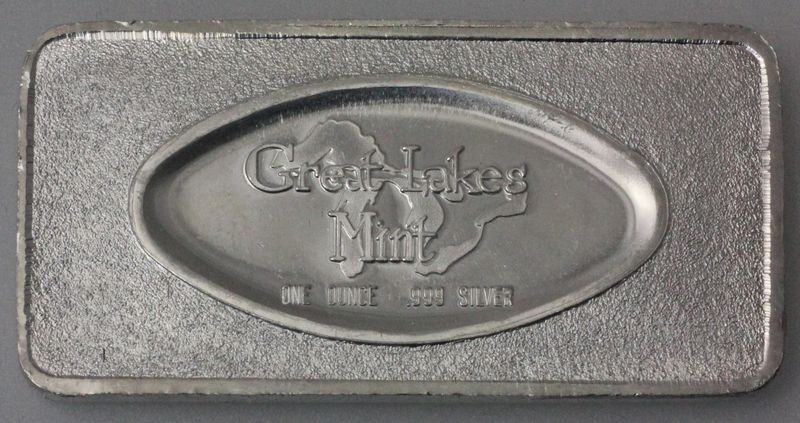 Great Lakes
Mint
ONE OUNCE .999 SILVER